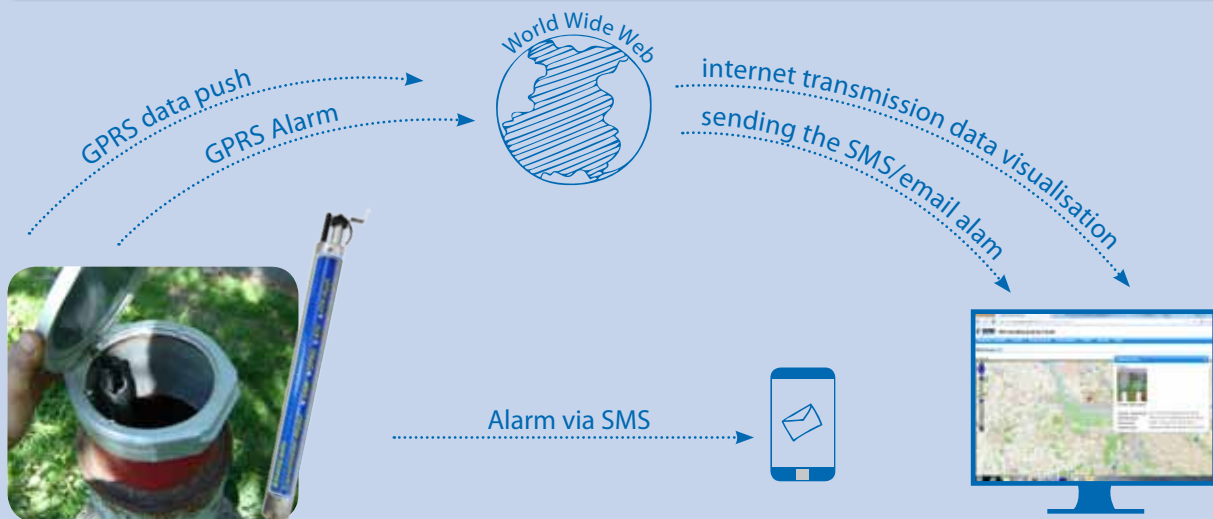 World Wide Web
GPRS data push
GPRS Alarm
internet transmission data visualisation
sending the SMS/email alam
Alarm via SMS